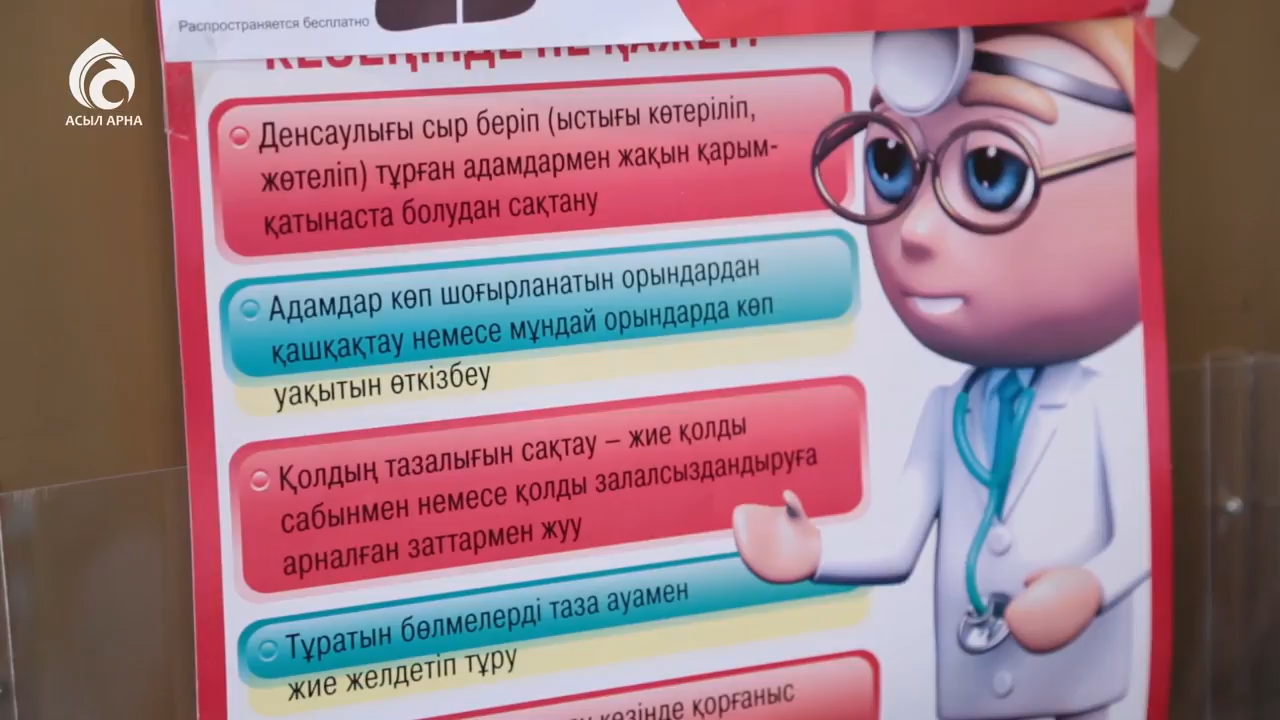 Распространяется бесплатно
АСЫЛ АРНА
Денсаулығы сыр беріп (ыстығы көтеріліп,
жөтеліп) тұрған адамдармен жақын қарым-
қатынаста болудан сақтану
Адамдар көп шоғырланатын орындардан
қашқақтау немесе мұндай орындарда көп
уақытын өткізбеу
Қолдың тазалығын сақтау – жие қолды
сабынмен немесе қолды залалсыздандыруға
арналған заттармен жуу
Тұратын бөлмелерді таза ауамен
жие желдетіп тұру
кезінде қорғаныс